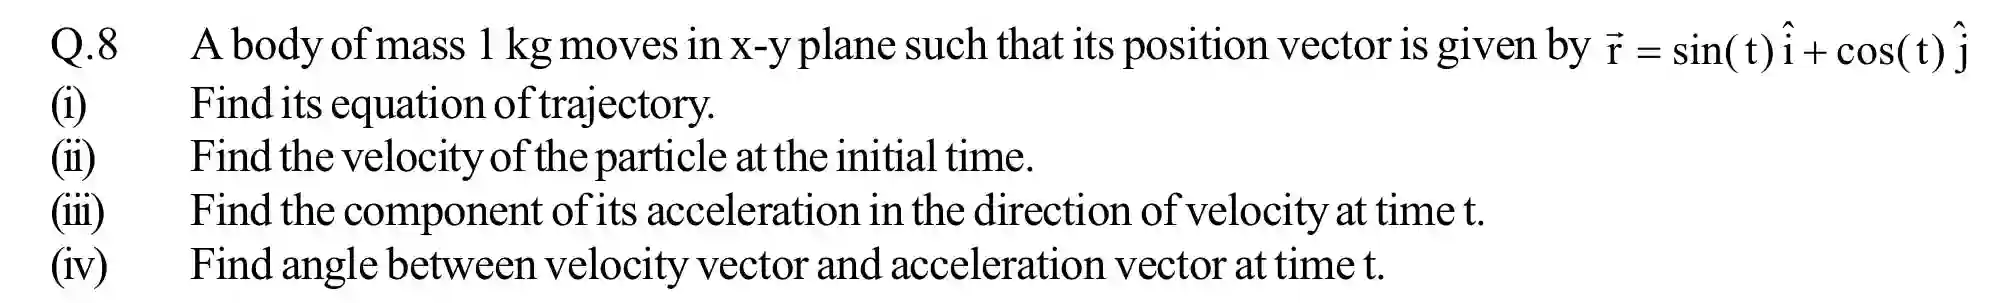 Q.8 A body of mass 1 kg moves in x-y plane such that its position vector is given by r⃗ = sin(t) î + cos(t) ĵ
(i) Find its equation of trajectory.
(ii) Find the velocity of the particle at the initial time.
(iii) Find the component of its acceleration in the direction of velocity at time t.
(iv) Find angle between velocity vector and acceleration vector at time t.